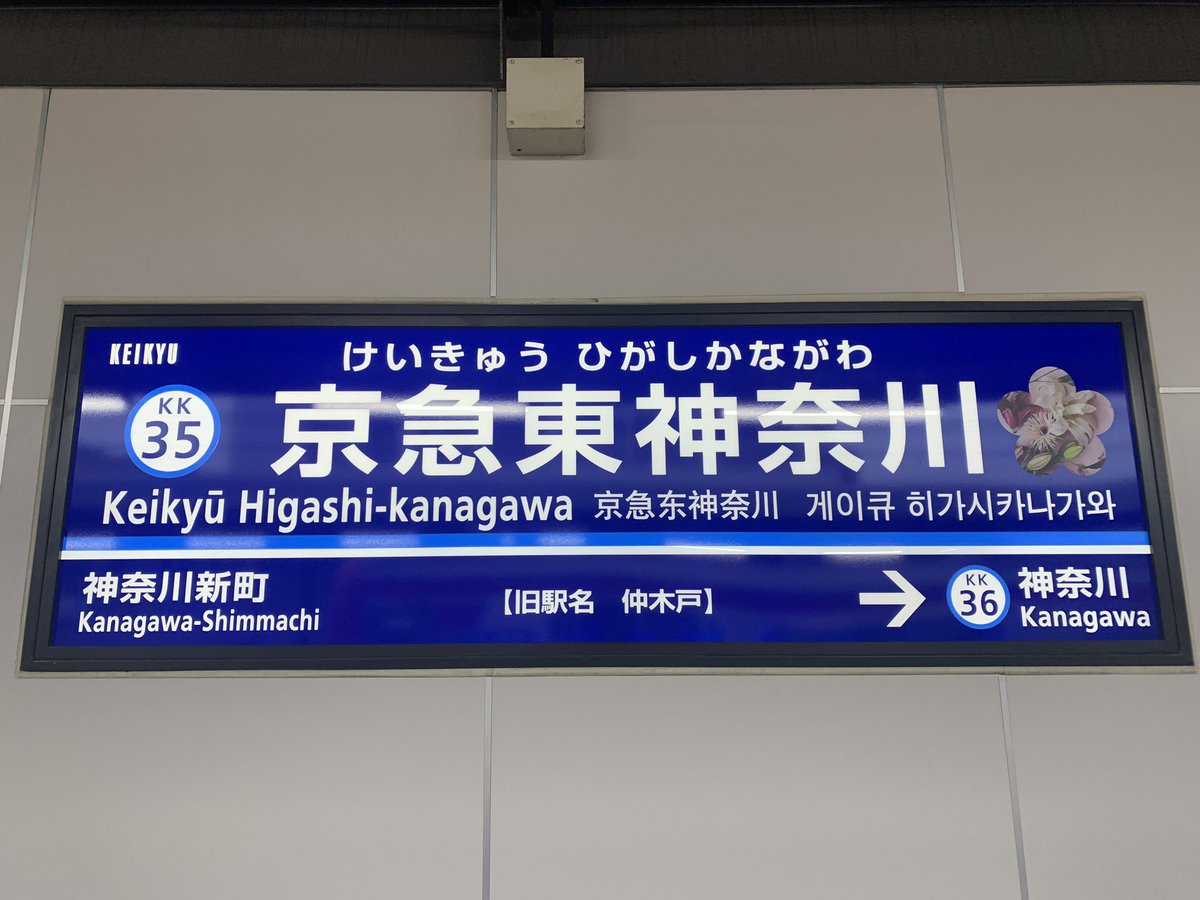 KEIKYU
けいきゅう ひがしかながわ
KK
35
京急東神奈川
Keikyū Higashi-kanagawa 京急东神奈川 게이큐 히가시카나가와
神奈川新町
Kanagawa-Shimmachi
【旧駅名 仲木戸】
→
KK
36
神奈川
Kanagawa